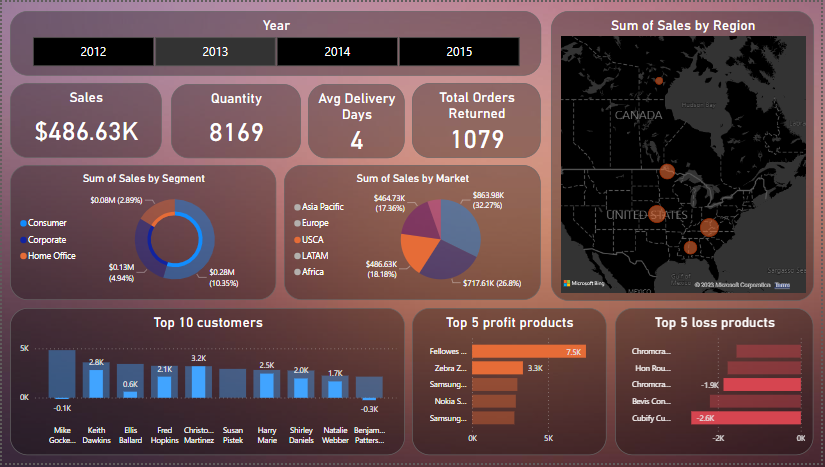 Year
2012
2013
2014
2015
Sales
$486.63K
Quantity
8169
Avg Delivery
Days
4
Total Orders
Returned
1079
Sum of Sales by Region
CANADA
Hudson Bay
UNITED STATES
Gulf of
Mexico
MEXICO
Sargasso Sea
Microsoft Bing
© 2023 Microsoft Corporation Terms
Sum of Sales by Segment
Consumer
Corporate
Home Office
$0.08M (2.89%)
$0.13M
(4.94%)
$0.28M
(10.35%)
Sum of Sales by Market
Asia Pacific
Europe
USCA
LATAM
Africa
$464.73K
(17.36%)
$863.98K
(32.27%)
$486.63K
(18.18%)
$717.61K (26.8%)
Top 10 customers
5K
0K
-0.1K
2.8K
0.6K
2.1K
3.2K
2.5K
2.0K
1.7K
-0.3K
Mike
Gocke...
Keith
Dawkins
Ellis
Ballard
Fred
Hopkins
Christo...
Martinez
Susan
Pistek
Harry
Marie
Shirley
Daniels
Natalie
Webber
Benjam...
Patters...
Top 5 profit products
Fellowes ...
7.5K
Zebra Z...
3.3K
Samsung...
Nokia S...
Samsung...
0K
5K
Top 5 loss products
Chromcra...
Hon Rou...
Chromcra...
-1.9K
Bevis Con...
Cubify Cu...
-2.6K
-2K
0K